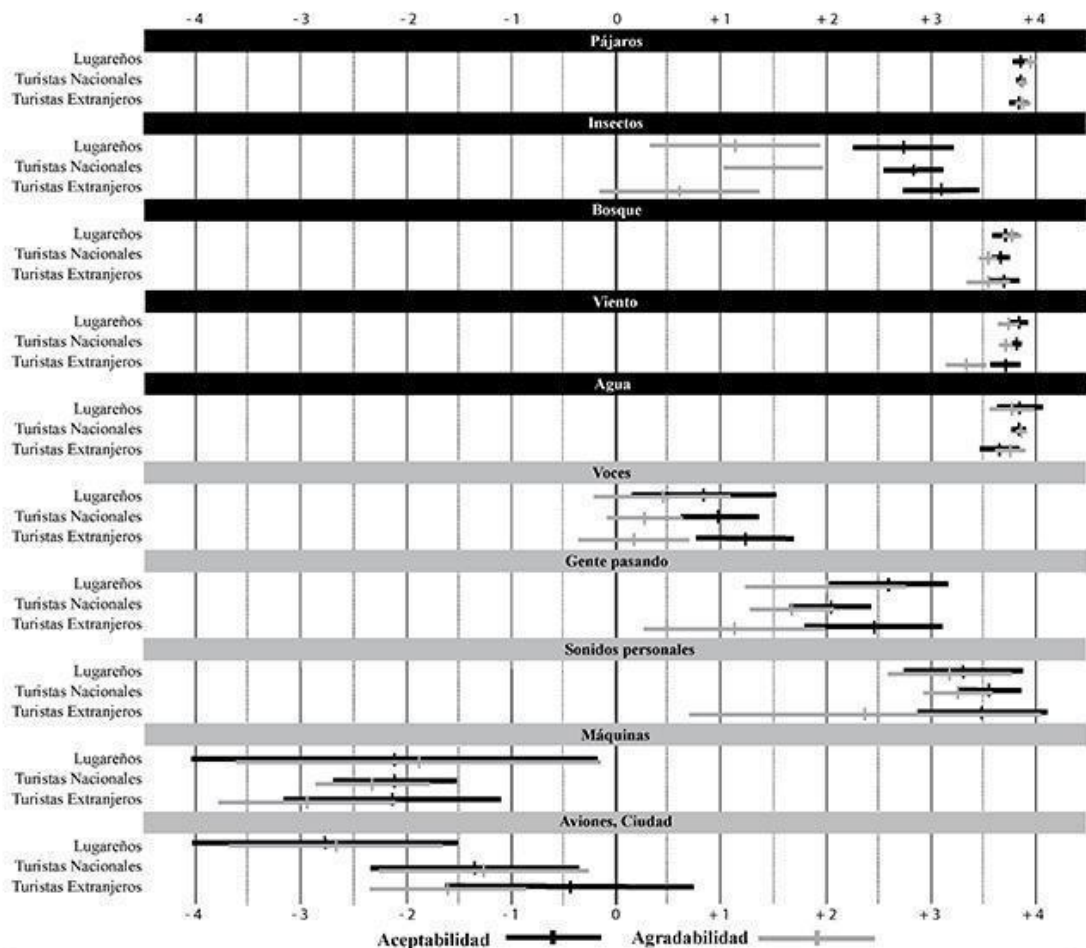 - 4 - 3 - 2 - 1 0 + 1 + 2 + 3 + 4
Pájaros
Lugareños
Turistas Nacionales
Turistas Extranjeros
Insectos
Lugareños
Turistas Nacionales
Turistas Extranjeros
Bosque
Lugareños
Turistas Nacionales
Turistas Extranjeros
Viento
Lugareños
Turistas Nacionales
Turistas Extranjeros
Agua
Lugareños
Turistas Nacionales
Turistas Extranjeros
Voces
Lugareños
Turistas Nacionales
Turistas Extranjeros
Gente pasando
Lugareños
Turistas Nacionales
Turistas Extranjeros
Sonidos personales
Lugareños
Turistas Nacionales
Turistas Extranjeros
Máquinas
Lugareños
Turistas Nacionales
Turistas Extranjeros
Aviones, Ciudad
Lugareños
Turistas Nacionales
Turistas Extranjeros
- 4 - 3 - 2 - 1 0 + 1 + 2 + 3 + 4
Aceptabilidad Agradabilidad